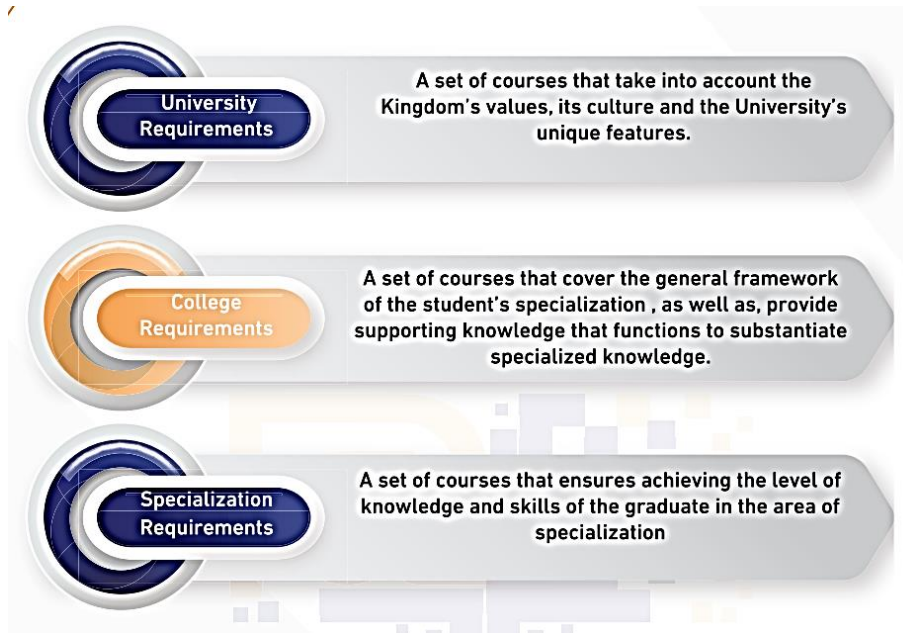 University
Requirements
A set of courses that take into account the
Kingdom's values, its culture and the University's
unique features.
College
Requirements
A set of courses that cover the general framework
of the student's specialization , as well as, provide
supporting knowledge that functions to substantiate
specialized knowledge.
Specialization
Requirements
A set of courses that ensures achieving the level of
knowledge and skills of the graduate in the area of
specialization